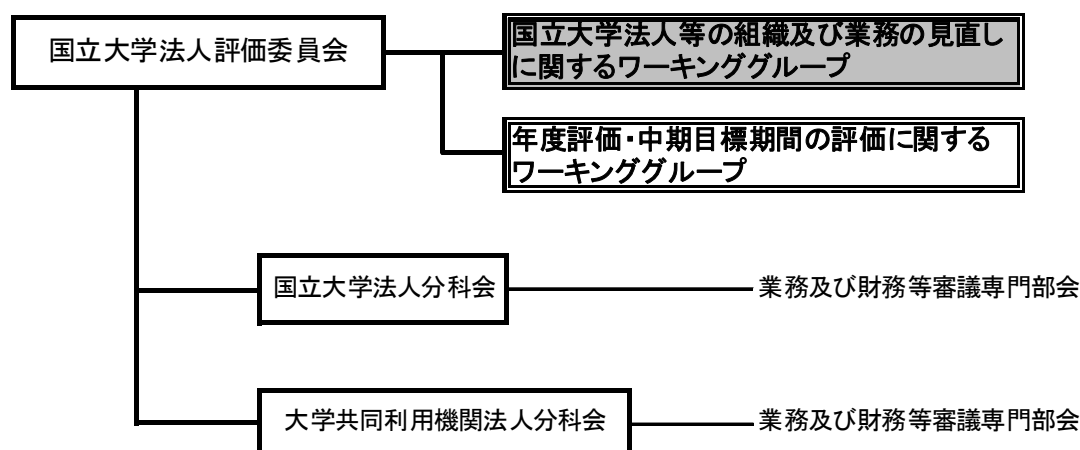 国立大学法人評価委員会
国立大学法人等の組織及び業務の見直し
に関するワーキンググループ
年度評価・中期目標期間の評価に関する
ワーキンググループ
国立大学法人分科会
業務及び財務等審議専門部会
大学共同利用機関法人分科会
業務及び財務等審議専門部会